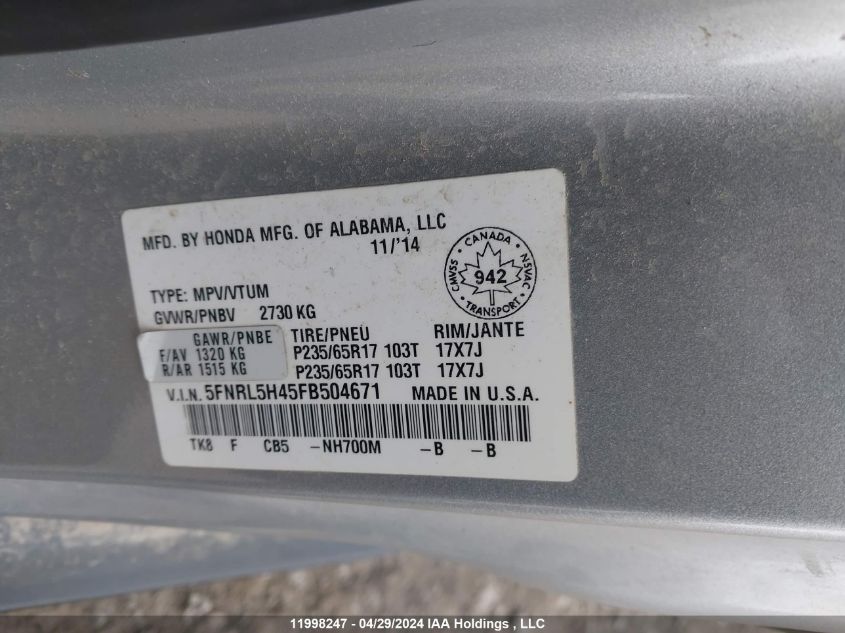 MFD. BY HONDA MFG. OF ALABAMA, LLC
11/'14
CANADA
CMVSS 942 NSVAC
TRANSPORT
TYPE: MPV/VTUM
GVWR/PNBV 2730 KG
GAWR/PNBE TIRE/PNEU RIM/JANTE
F/AV 1320 KG P235/65R17 103T 17X7J
R/AR 1515 KG P235/65R17 103T 17X7J
V.I.N. 5FNRL5H45FB504671 MADE IN U.S.A.
TK8 F CB5 -NH700M -B -B
11998247 - 04/29/2024 IAA Holdings , LLC